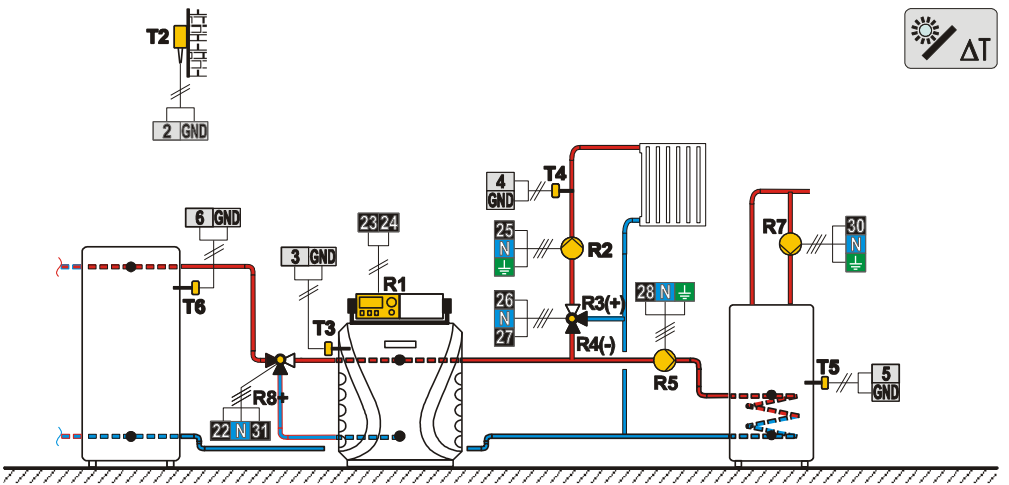 T2
2 GND
ΔT
4
GND
T4
6 GND
23 24
25
N
R2
R7
30
N
3 GND
R1
T6
26
N
27
R3(+)
28 N
T3
R4(-)
R5
T5
5
GND
R8+
22 N 31